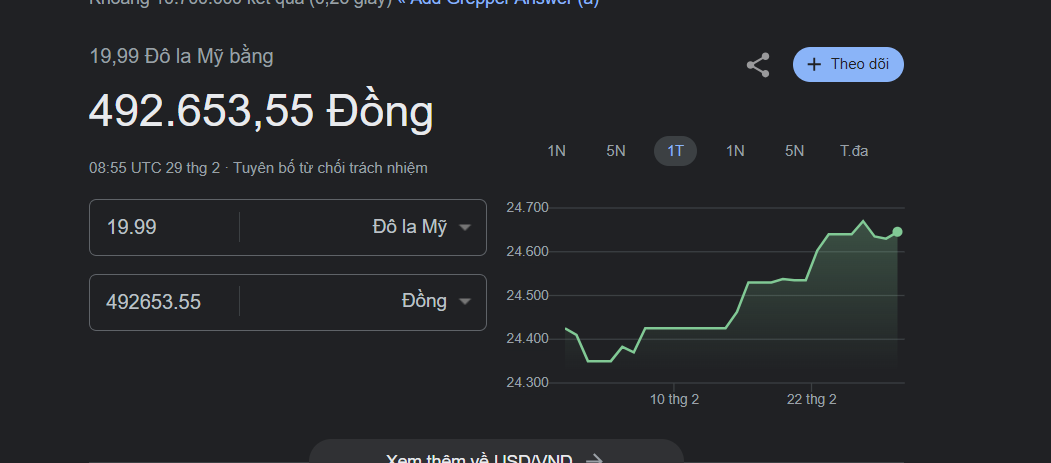 Khoảng 10.700.000 kết quả (0,26 giây) « Add Grepper Answer (a)
19,99 Đô la Mỹ bằng
492.653,55 Đồng
08:55 UTC 29 thg 2 · Tuyên bố từ chối trách nhiệm
19.99 Đô la Mỹ
492653.55 Đồng
Theo dõi
1N 5N 1T 1N 5N T.đa
24.700
24.600
24.500
24.400
24.300
10 thg 2 22 thg 2
Xem thêm về USD/VND